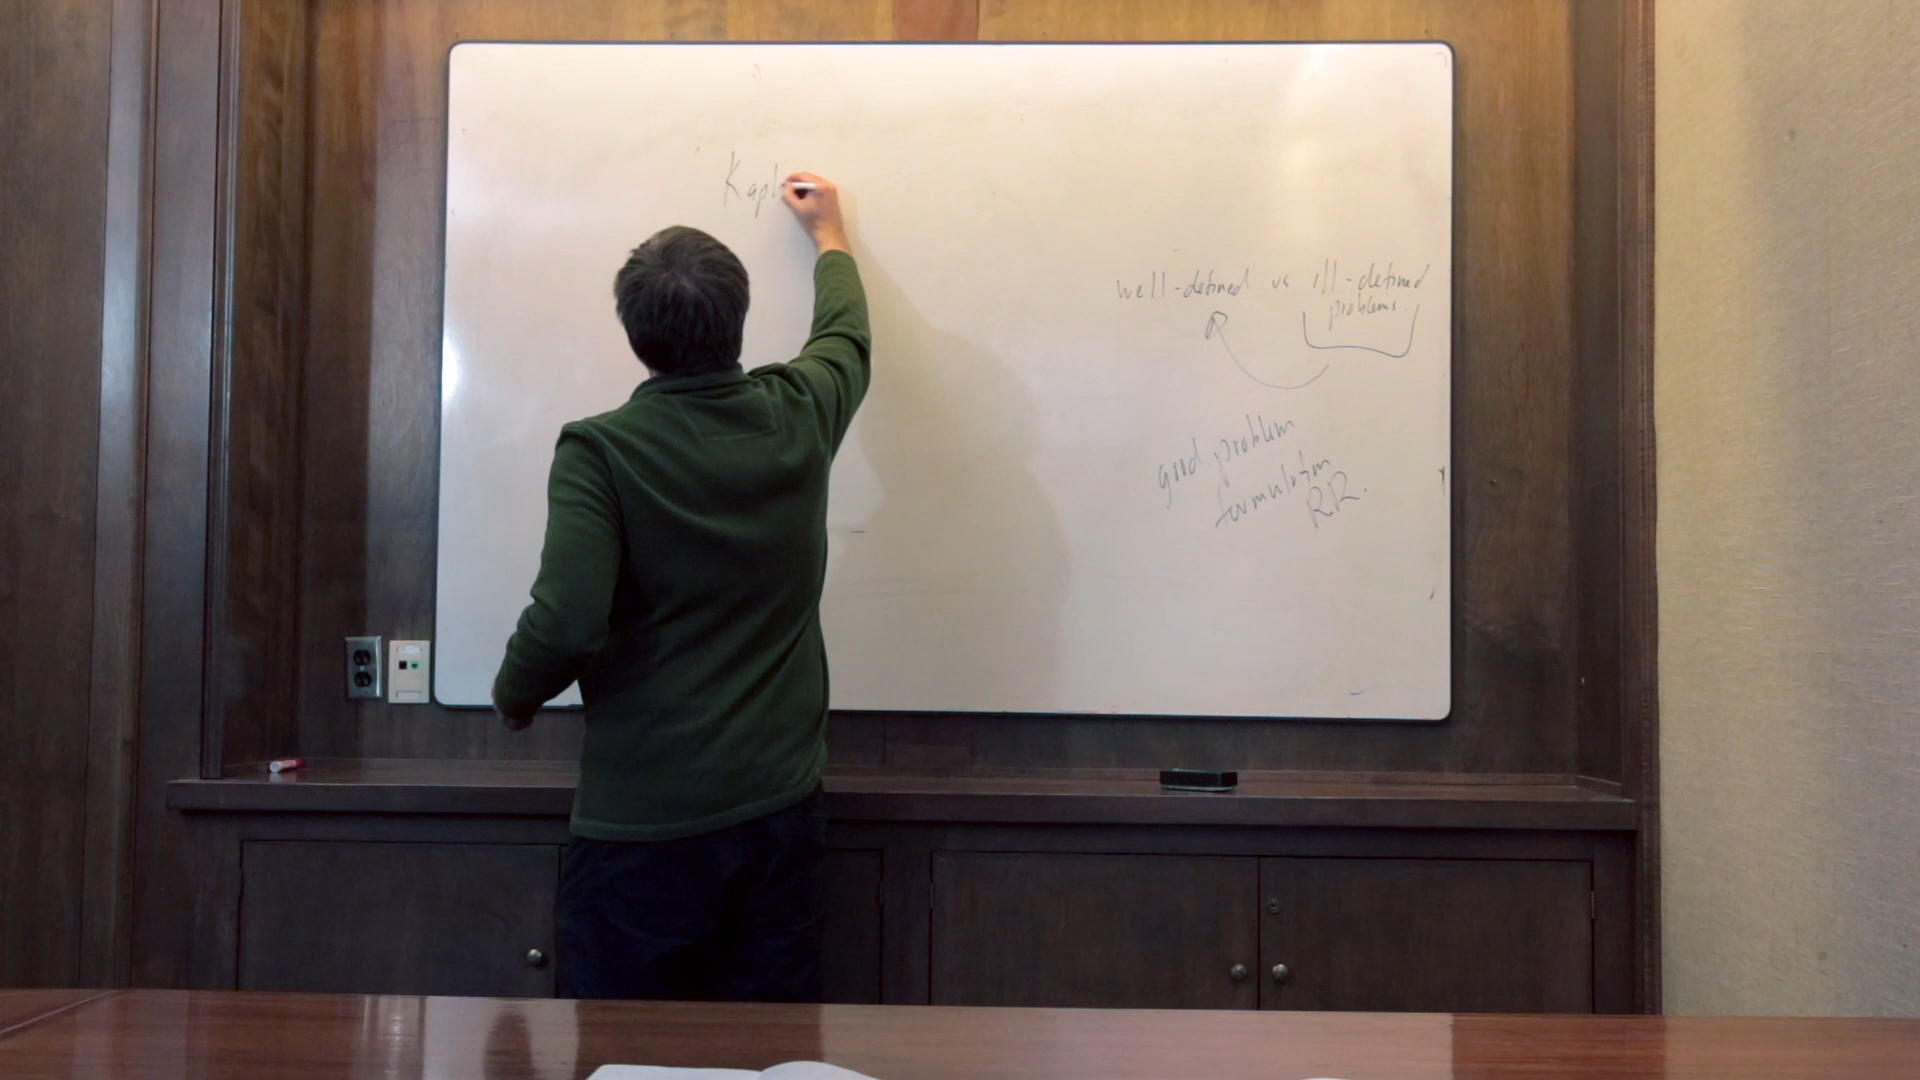 Kapl
well-defined vs ill-defined
problems.
good problem
formulation
RR.